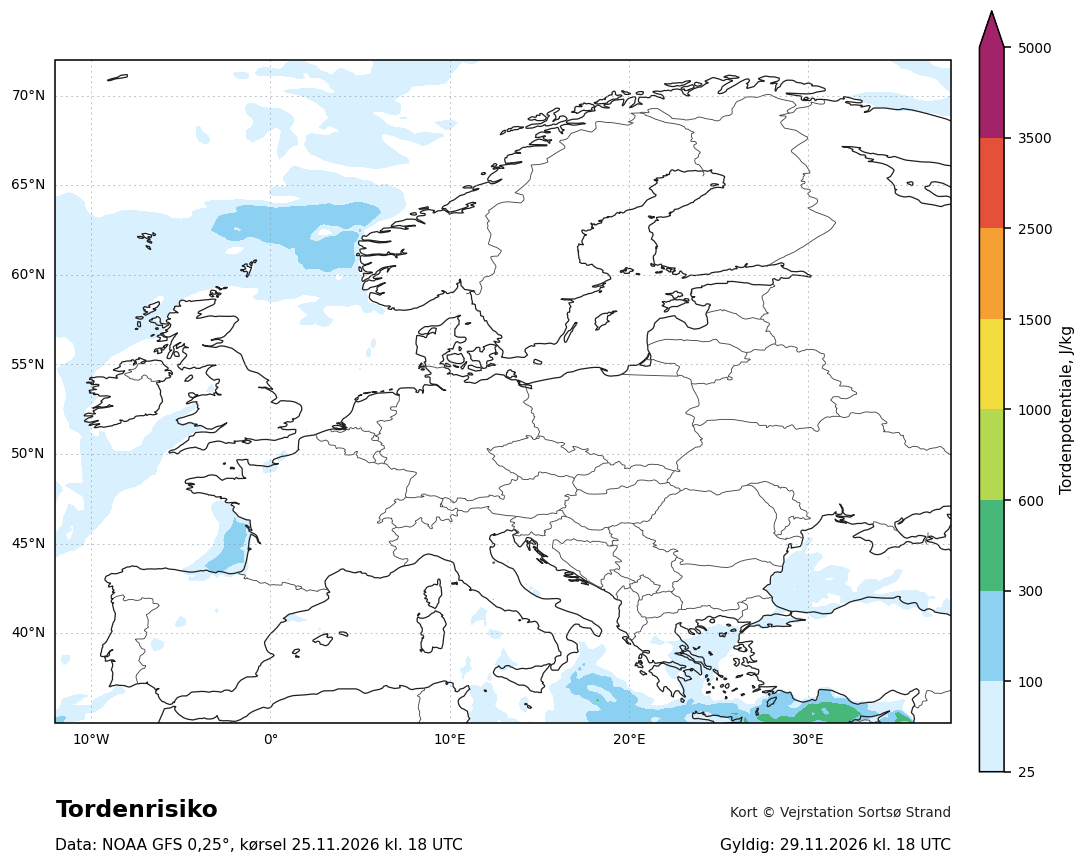 5000
3500
2500
1500
1000
600
300
100
25
Tordenpotentiale, J/kg
70°N
65°N
60°N
55°N
50°N
45°N
40°N
10°W
0°
10°E
20°E
30°E
Tordenrisiko
Kort © Vejrstation Sortsø Strand
Data: NOAA GFS 0,25°, kørsel 25.11.2026 kl. 18 UTC
Gyldig: 29.11.2026 kl. 18 UTC